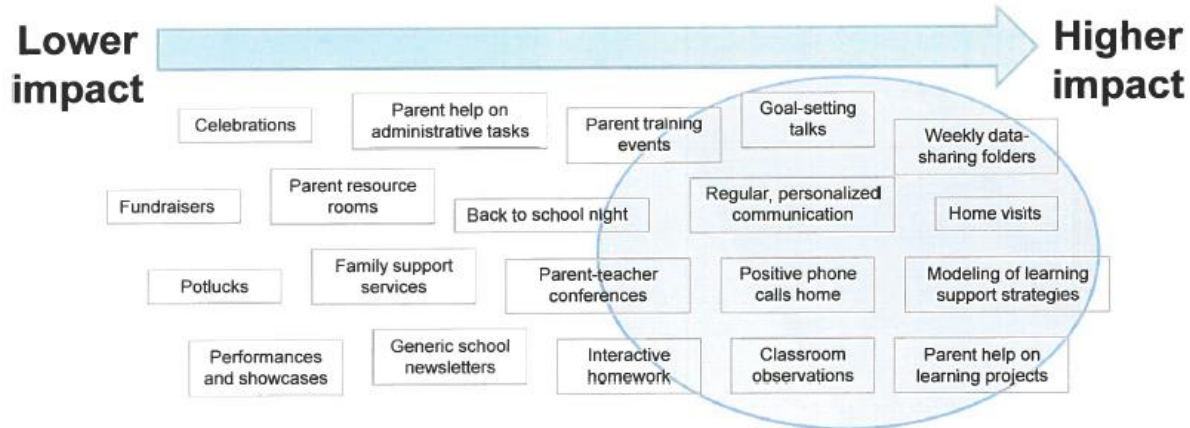 Lower
impact
Higher
impact
Celebrations
Parent help on
administrative tasks
Parent training
events
Goal-setting
talks
Weekly data-
sharing folders
Fundraisers
Parent resource
rooms
Back to school night
Regular, personalized
communication
Home visits
Potlucks
Family support
services
Parent-teacher
conferences
Positive phone
calls home
Modeling of learning
support strategies
Performances
and showcases
Generic school
newsletters
Interactive
homework
Classroom
observations
Parent help on
learning projects